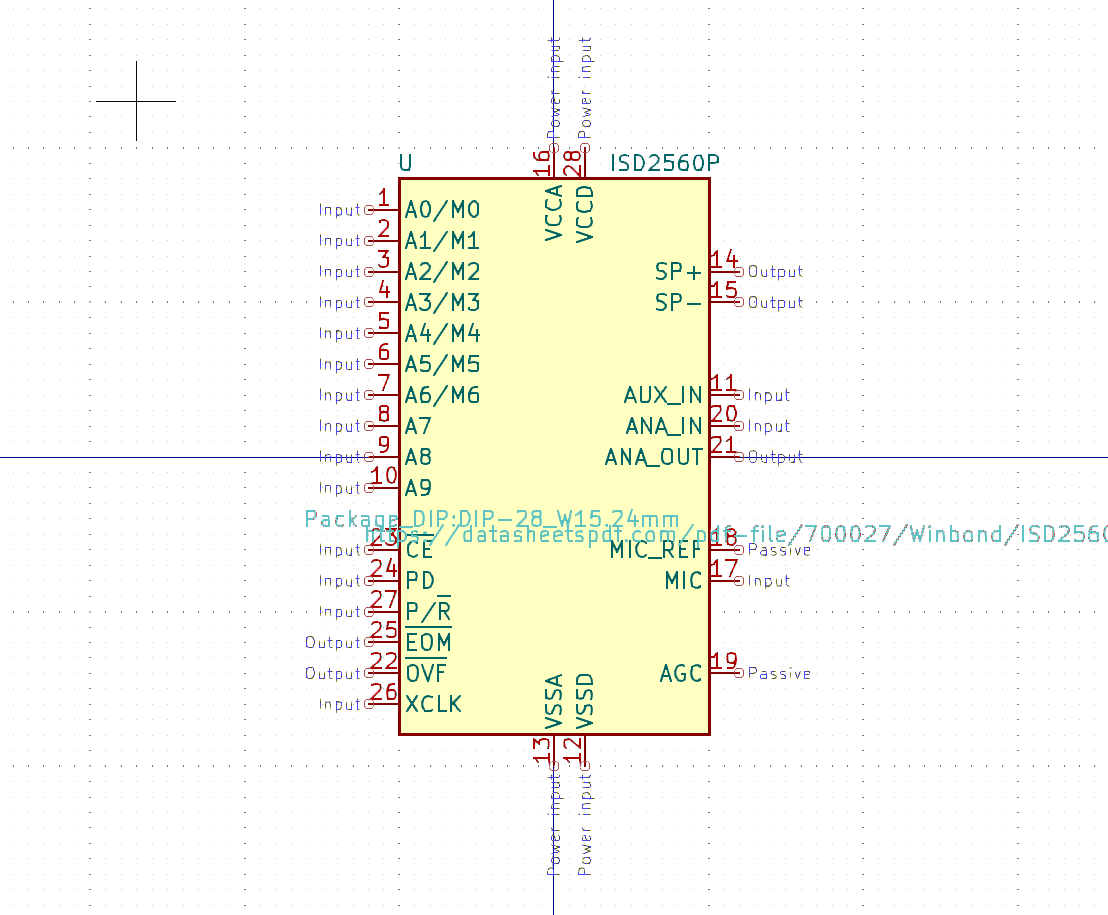 Power input Power input
16 28
U ISD2560P
VCCA VCCD
Input 1 A0/M0
Input 2 A1/M1
Input 3 A2/M2 SP+ 14 Output
Input 4 A3/M3 SP- 15 Output
Input 5 A4/M4
Input 6 A5/M5
Input 7 A6/M6 AUX_IN 11 Input
Input 8 A7 ANA_IN 20 Input
Input 9 A8 ANA_OUT 21 Output
Input 10 A9
Package_DIP:DIP-28_W15.24mm
https://datasheetspdf.com/pdf-file/700027/Winbond/ISD2560
Input 23 CE MIC_REF 18 Passive
Input 24 PD MIC 17 Input
Input 27 P/R
Output 25 EOM
Output 22 OVF AGC 19 Passive
Input 26 XCLK
VSSA VSSD
13 12
Power input Power input